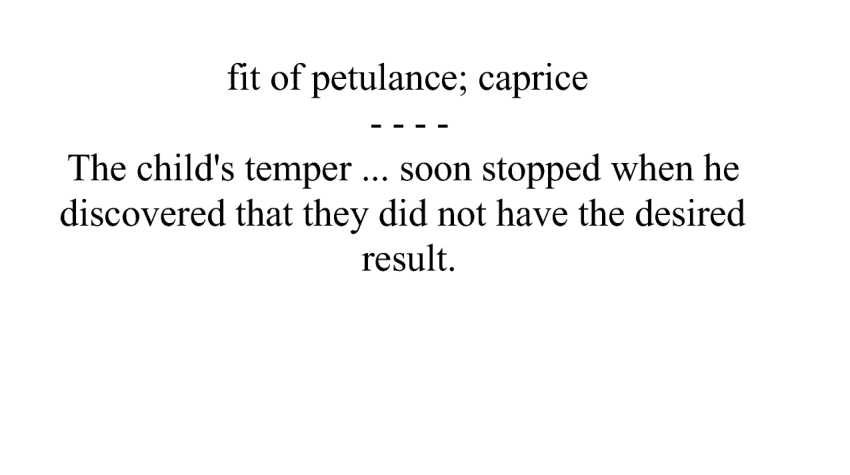 fit of petulance; caprice
- - - -
The child's temper ... soon stopped when he
discovered that they did not have the desired
result.